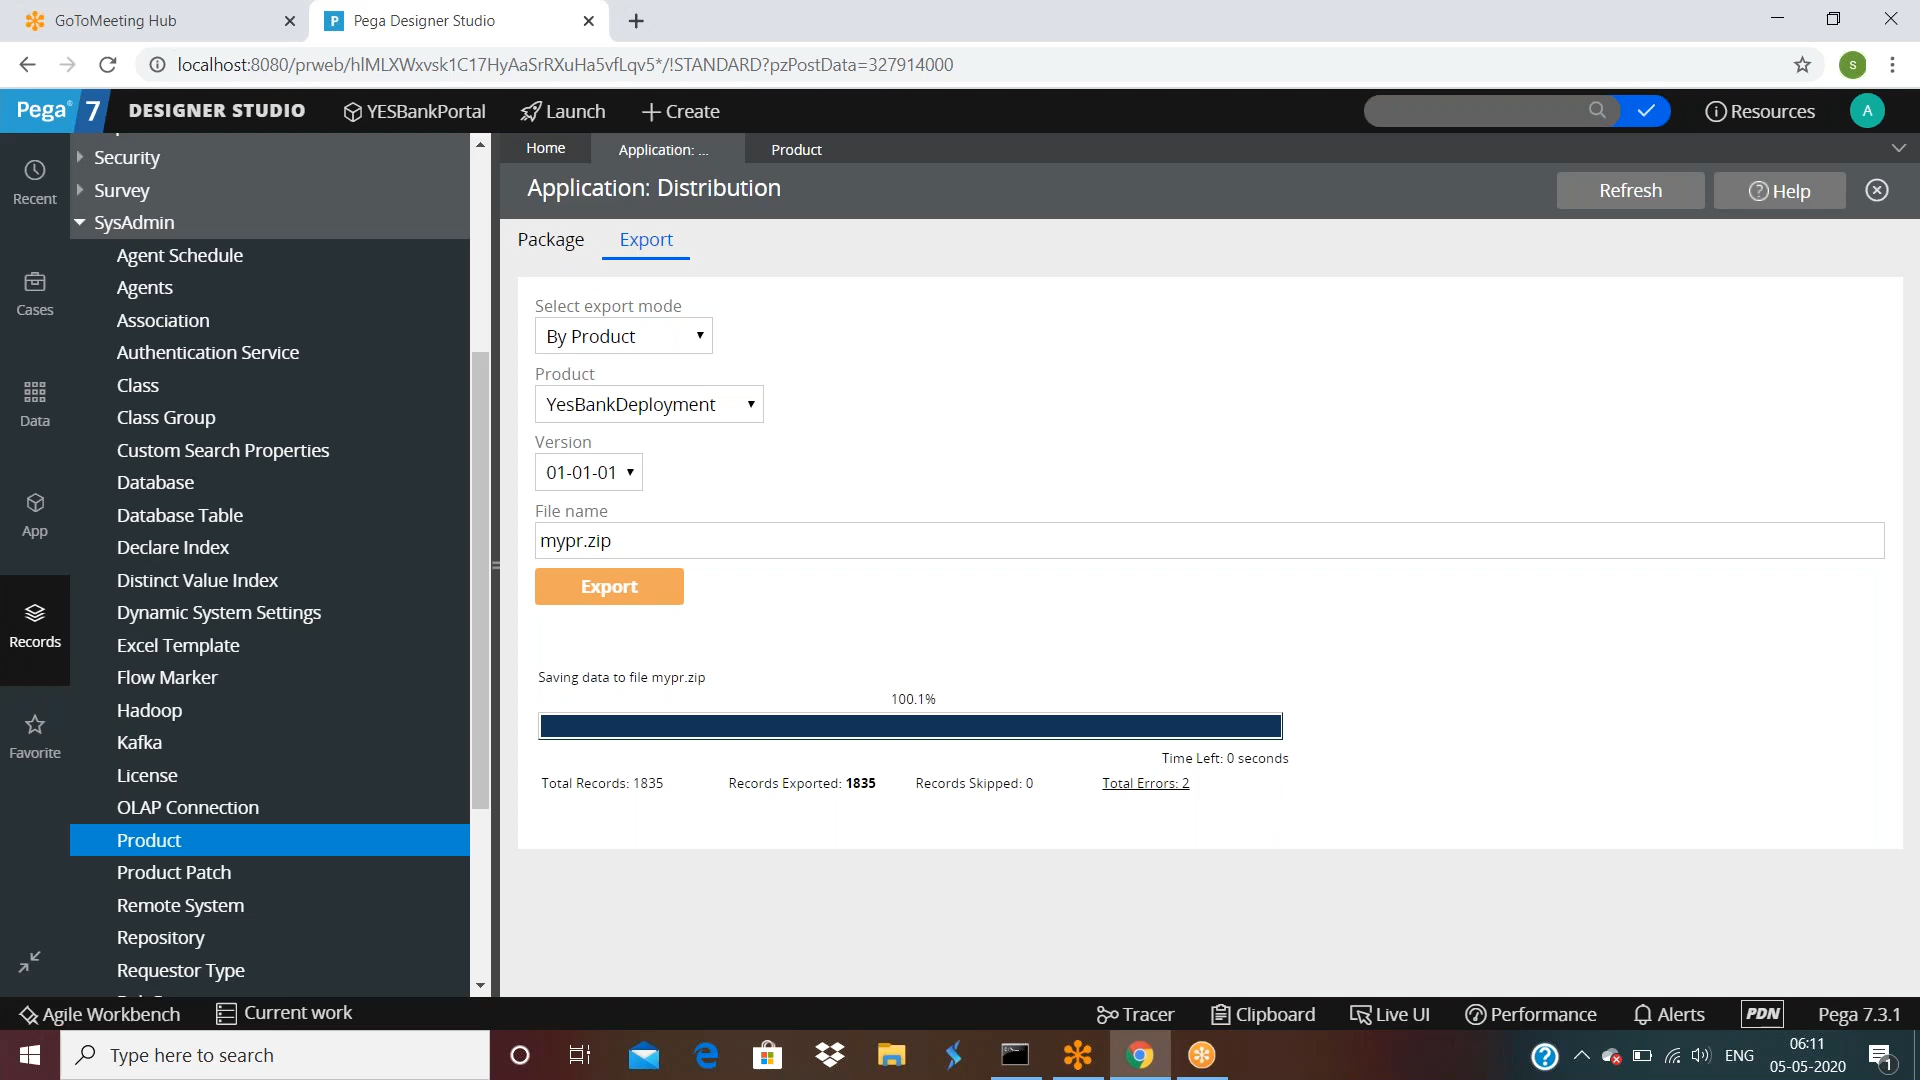 GoToMeeting Hub
P Pega Designer Studio
localhost:8080/prweb/hlMLXWxvsk1C17HyAaSrRXuHa5vfLqv5*/!STANDARD?pzPostData=327914000
s
Pega 7 DESIGNER STUDIO YESBankPortal Launch Create Resources A
Recent
Cases
Data
App
Records
Favorite
Security
Survey
SysAdmin
Agent Schedule
Agents
Association
Authentication Service
Class
Class Group
Custom Search Properties
Database
Database Table
Declare Index
Distinct Value Index
Dynamic System Settings
Excel Template
Flow Marker
Hadoop
Kafka
License
OLAP Connection
Product
Product Patch
Remote System
Repository
Requestor Type
Home Application: ... Product
Application: Distribution
Refresh Help
Package Export
Select export mode
By Product
Product
YesBankDeployment
Version
01-01-01
File name
mypr.zip
Export
Saving data to file mypr.zip
100.1%
Time Left: 0 seconds
Total Records: 1835 Records Exported: 1835 Records Skipped: 0 Total Errors: 2
Agile Workbench Current work Tracer Clipboard Live UI Performance Alerts PDN Pega 7.3.1
Type here to search
ENG
06:11
05-05-2020
1